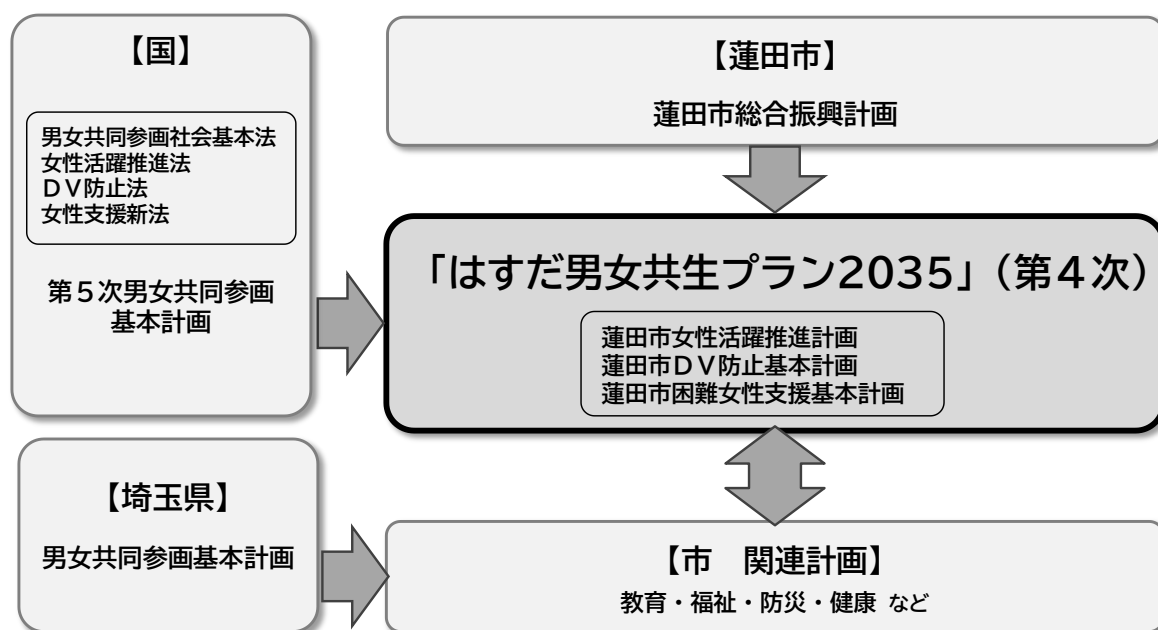 【国】
男女共同参画社会基本法
女性活躍推進法
ＤＶ防止法
女性支援新法
第５次男女共同参画
基本計画
【蓮田市】
蓮田市総合振興計画
「はすだ男女共生プラン2035」（第４次）
蓮田市女性活躍推進計画
蓮田市ＤＶ防止基本計画
蓮田市困難女性支援基本計画
【埼玉県】
男女共同参画基本計画
【市　関連計画】
教育・福祉・防災・健康 など